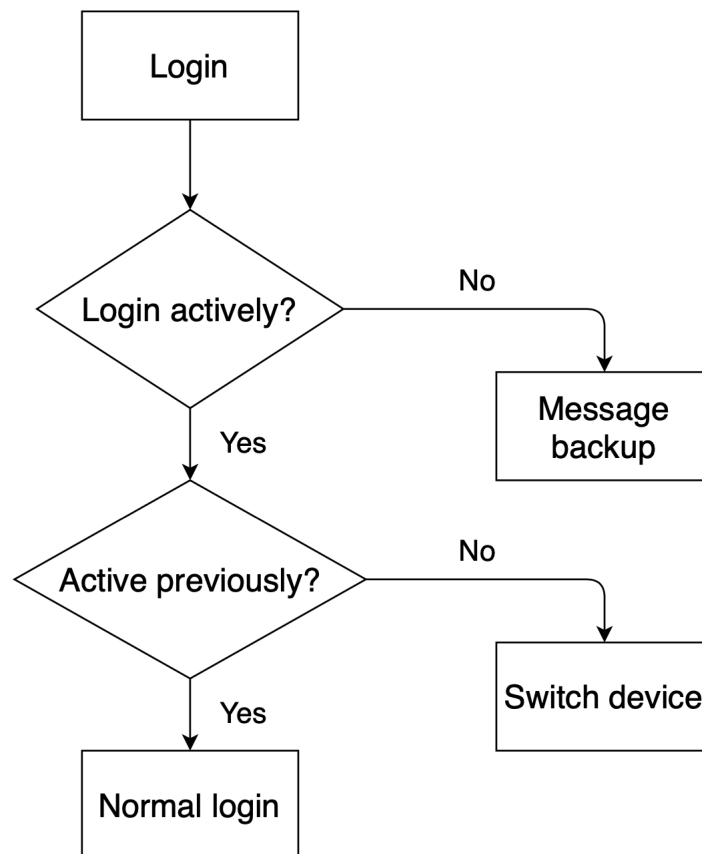 Login
Login actively?
No
Message
backup
Yes
Active previously?
No
Switch device
Yes
Normal login